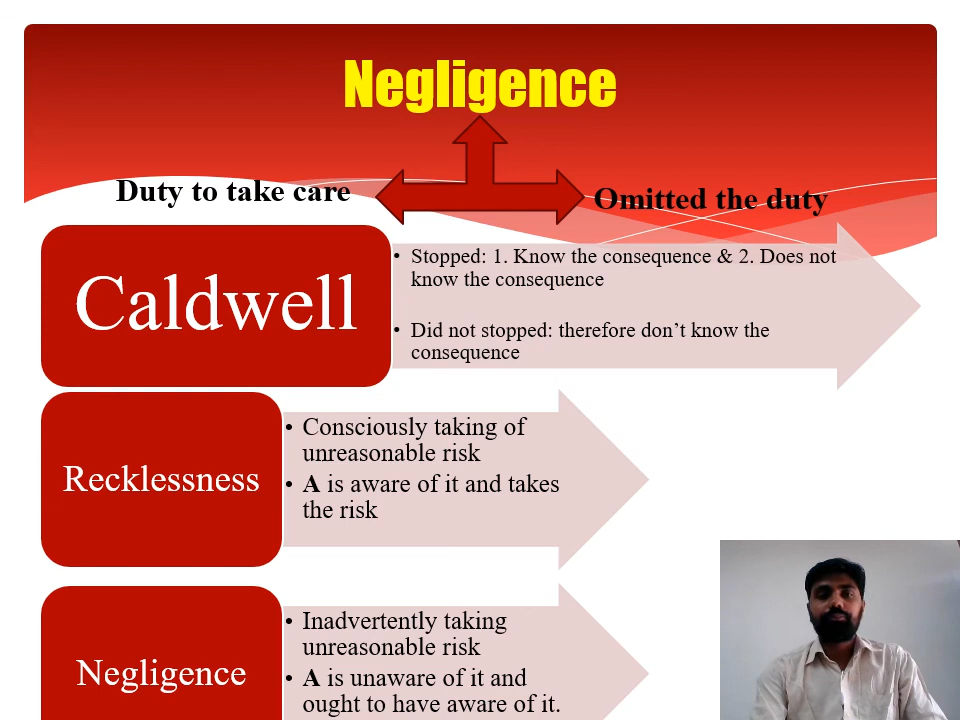 Negligence
Duty to take care
Omitted the duty
Caldwell
• Stopped: 1. Know the consequence & 2. Does not
know the consequence
• Did not stopped: therefore don’t know the
consequence
Recklessness
• Consciously taking of
unreasonable risk
• A is aware of it and takes
the risk
Negligence
• Inadvertently taking
unreasonable risk
• A is unaware of it and
ought to have aware of it.